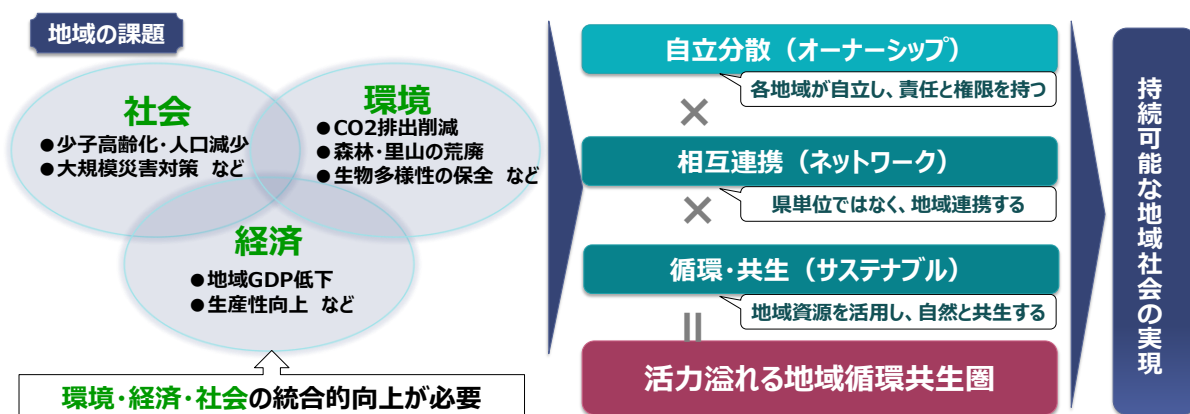 地域の課題
社会
●少子高齢化・人口減少
●大規模災害対策 など
環境
●CO2排出削減
●森林・里山の荒廃
●生物多様性の保全 など
経済
●地域GDP低下
●生産性向上 など
環境・経済・社会の統合的向上が必要
自立分散（オーナーシップ）
各地域が自立し、責任と権限を持つ
×
相互連携（ネットワーク）
県単位ではなく、地域連携する
×
循環・共生（サステナブル）
地域資源を活用し、自然と共生する
＝
活力溢れる地域循環共生圏
持続可能な地域社会の実現